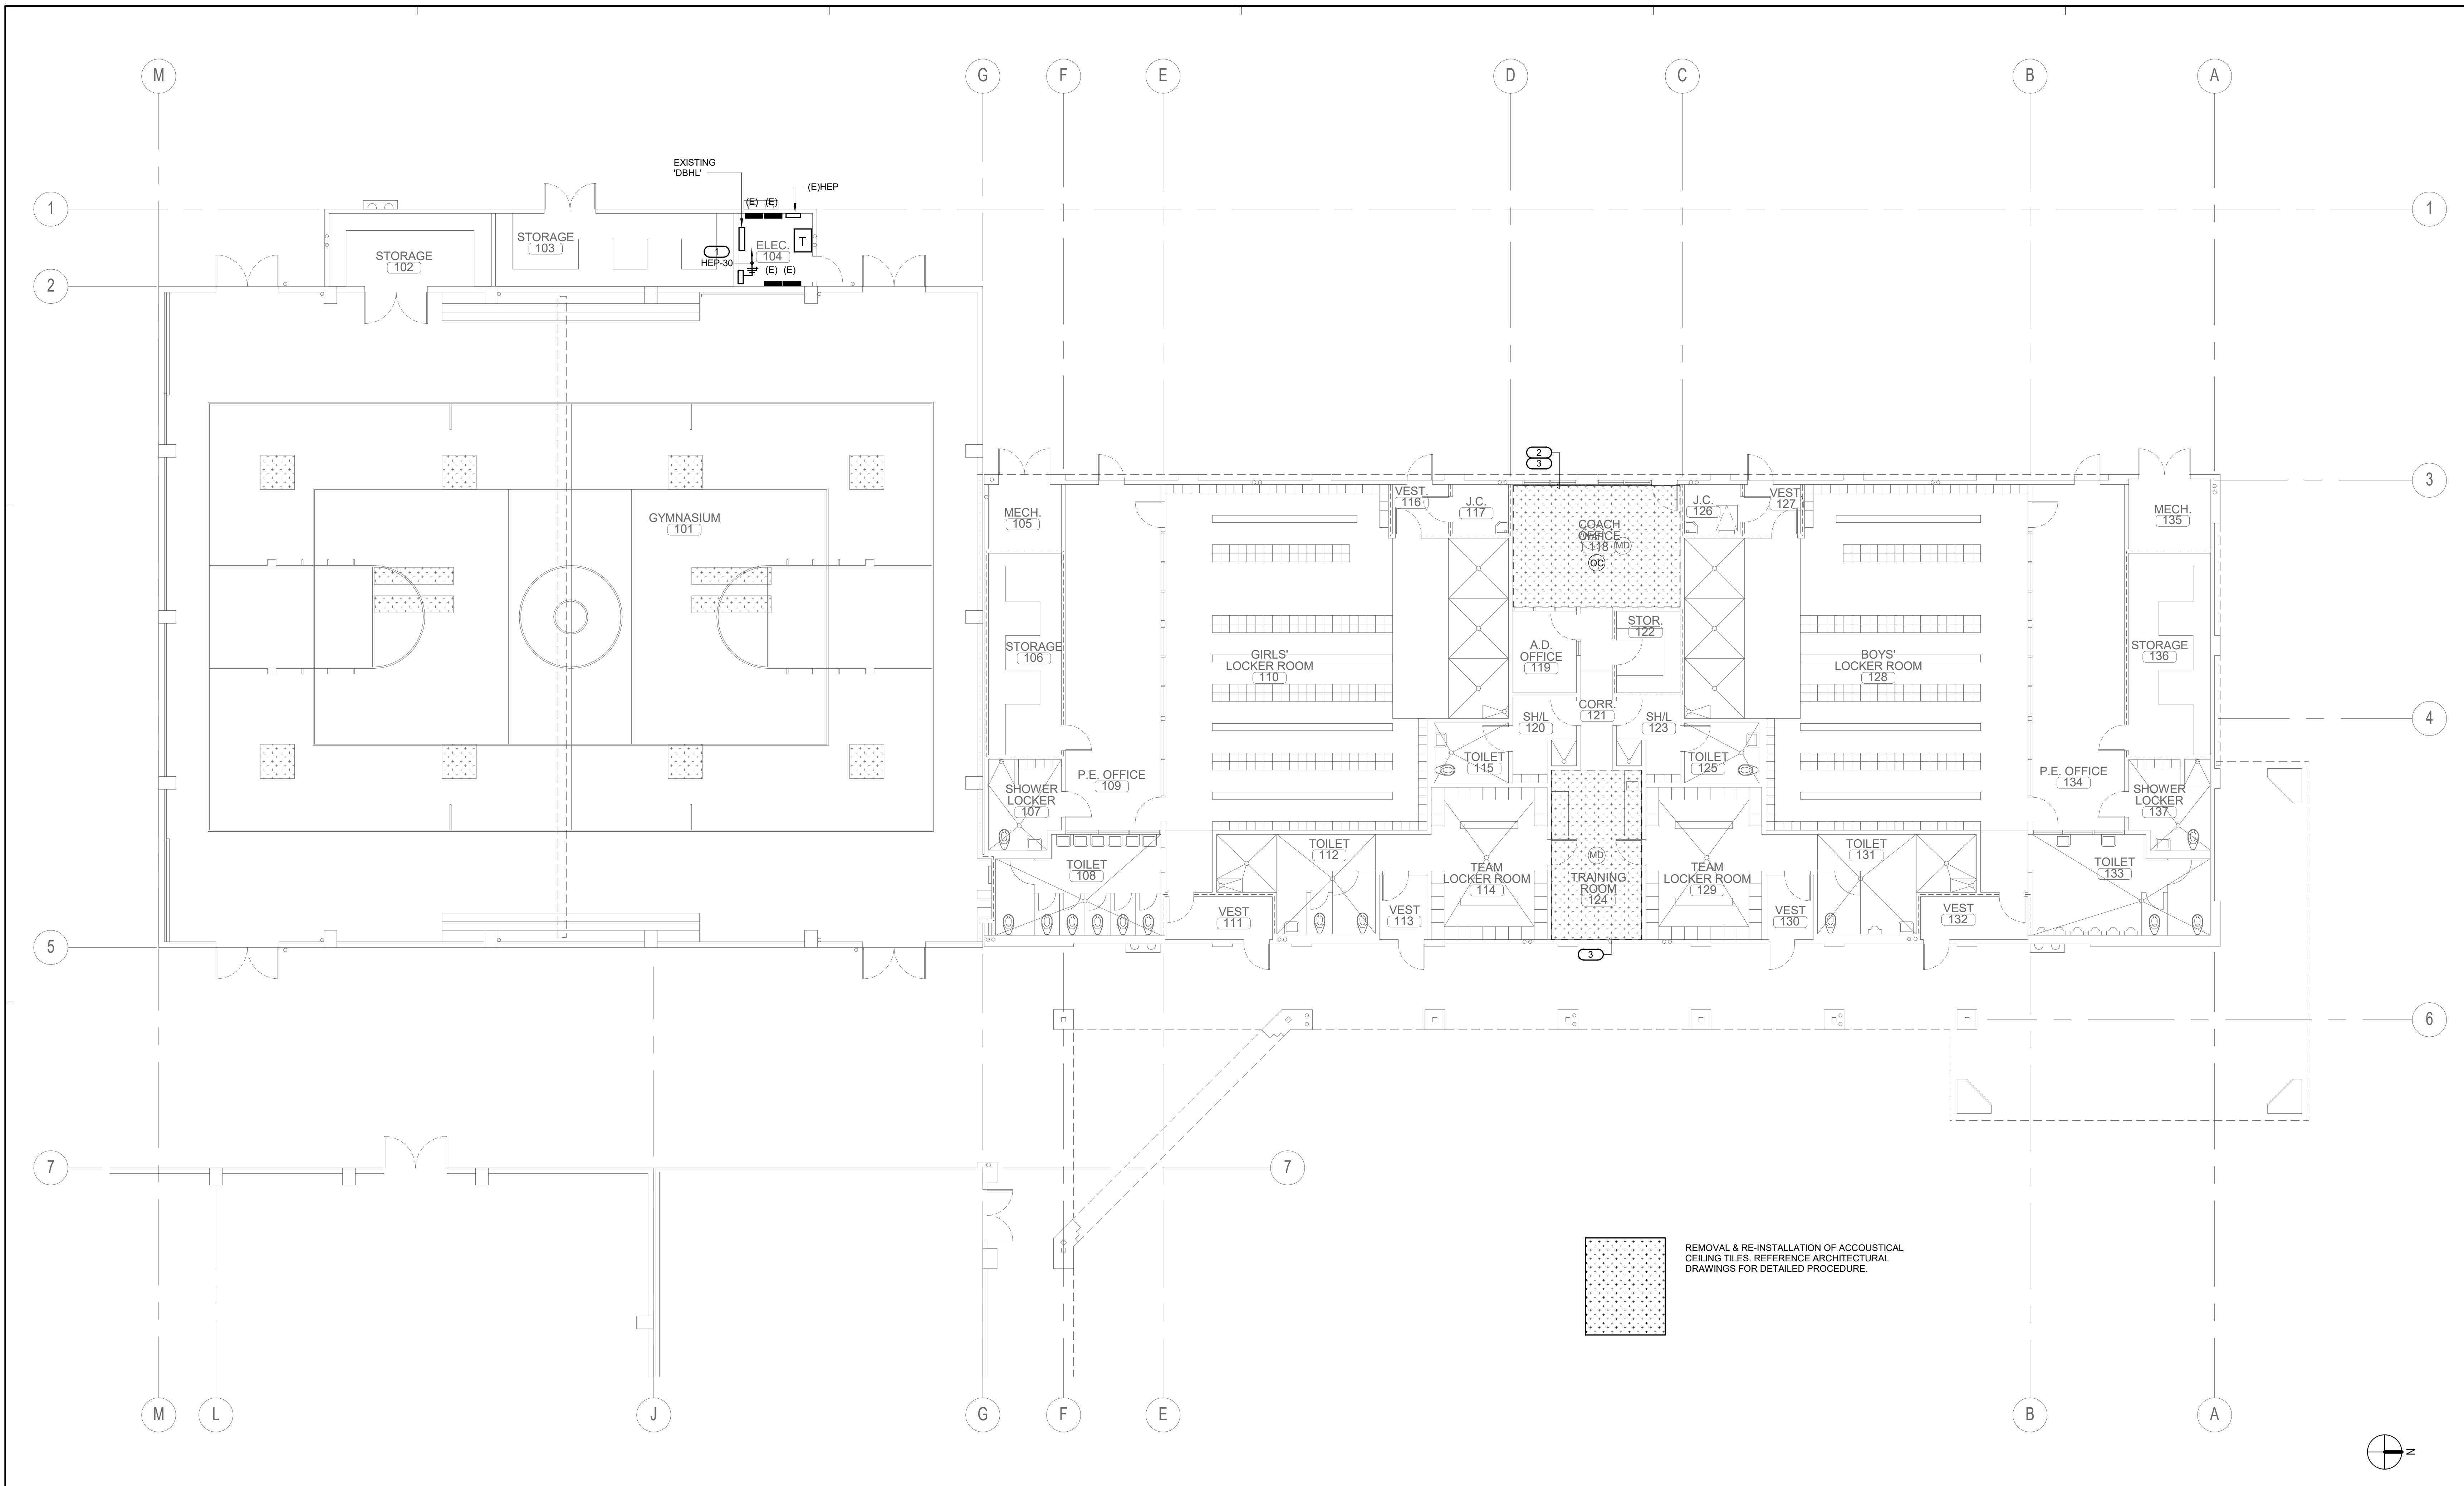 M
G
F
E
D
C
B
A
EXISTING
'DBHL'
(E)HEP
1
1
(E) (E)
STORAGE
103
ELEC.
104
T
STORAGE
102
1
HEP-30
(E) (E)
2
2
3
3
GYMNASIUM
101
MECH.
105
VEST.
116
J.C.
117
COACH
OFFICE
118
MD
OC
J.C.
126
VEST.
127
MECH.
135
STORAGE
106
GIRLS'
LOCKER ROOM
110
A.D.
OFFICE
119
STOR.
122
BOYS'
LOCKER ROOM
128
STORAGE
136
SH/L
120
CORR.
121
SH/L
123
4
TOILET
115
TOILET
125
P.E. OFFICE
109
P.E. OFFICE
134
SHOWER
LOCKER
107
SHOWER
LOCKER
137
TOILET
108
TOILET
112
TEAM
LOCKER ROOM
114
MD
TRAINING
ROOM
124
TEAM
LOCKER ROOM
129
TOILET
131
TOILET
133
VEST
111
VEST
113
VEST
130
VEST
132
5
3
6
7
7
REMOVAL & RE-INSTALLATION OF ACCOUSTICAL
CEILING TILES. REFERENCE ARCHITECTURAL
DRAWINGS FOR DETAILED PROCEDURE.
M
L
J
G
F
E
B
A
N